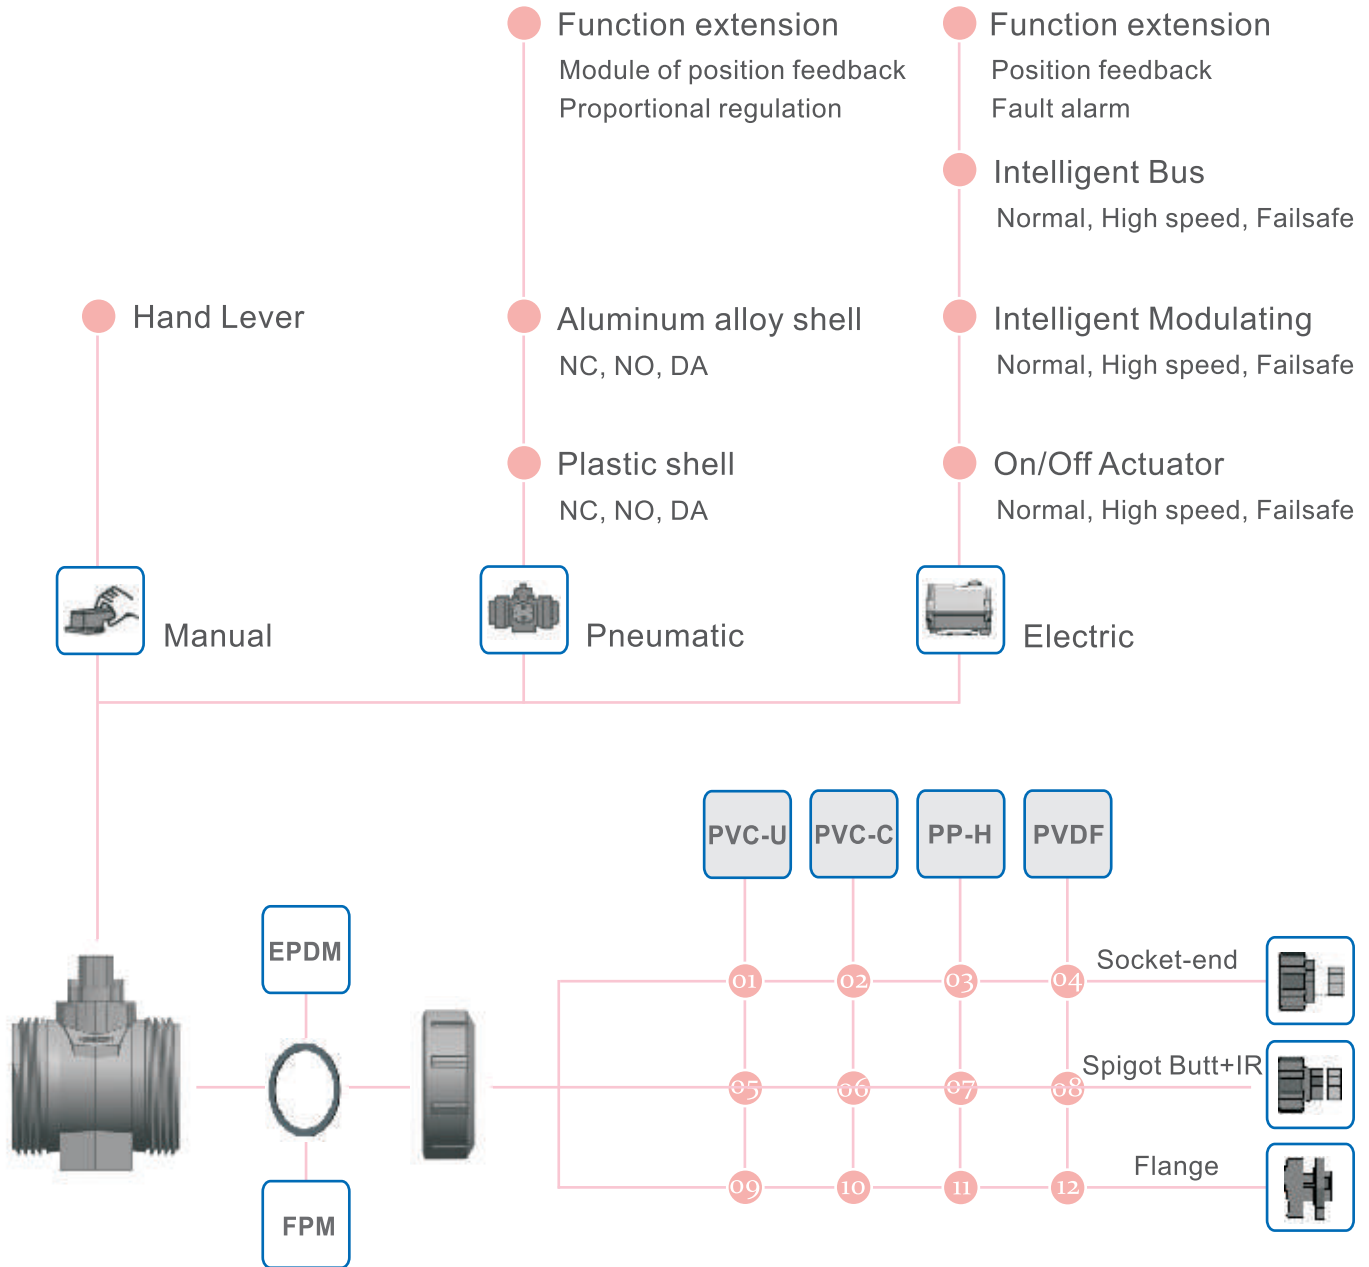 Function extension
Module of position feedback
Proportional regulation
Function extension
Position feedback
Fault alarm
Intelligent Bus
Normal, High speed, Failsafe
Hand Lever
Aluminum alloy shell
NC, NO, DA
Intelligent Modulating
Normal, High speed, Failsafe
Plastic shell
NC, NO, DA
On/Off Actuator
Normal, High speed, Failsafe
Manual
Pneumatic
Electric
PVC-U
PVC-C
PP-H
PVDF
EPDM
FPM
01
02
03
04
Socket-end
05
06
07
08
Spigot Butt+IR
09
10
11
12
Flange